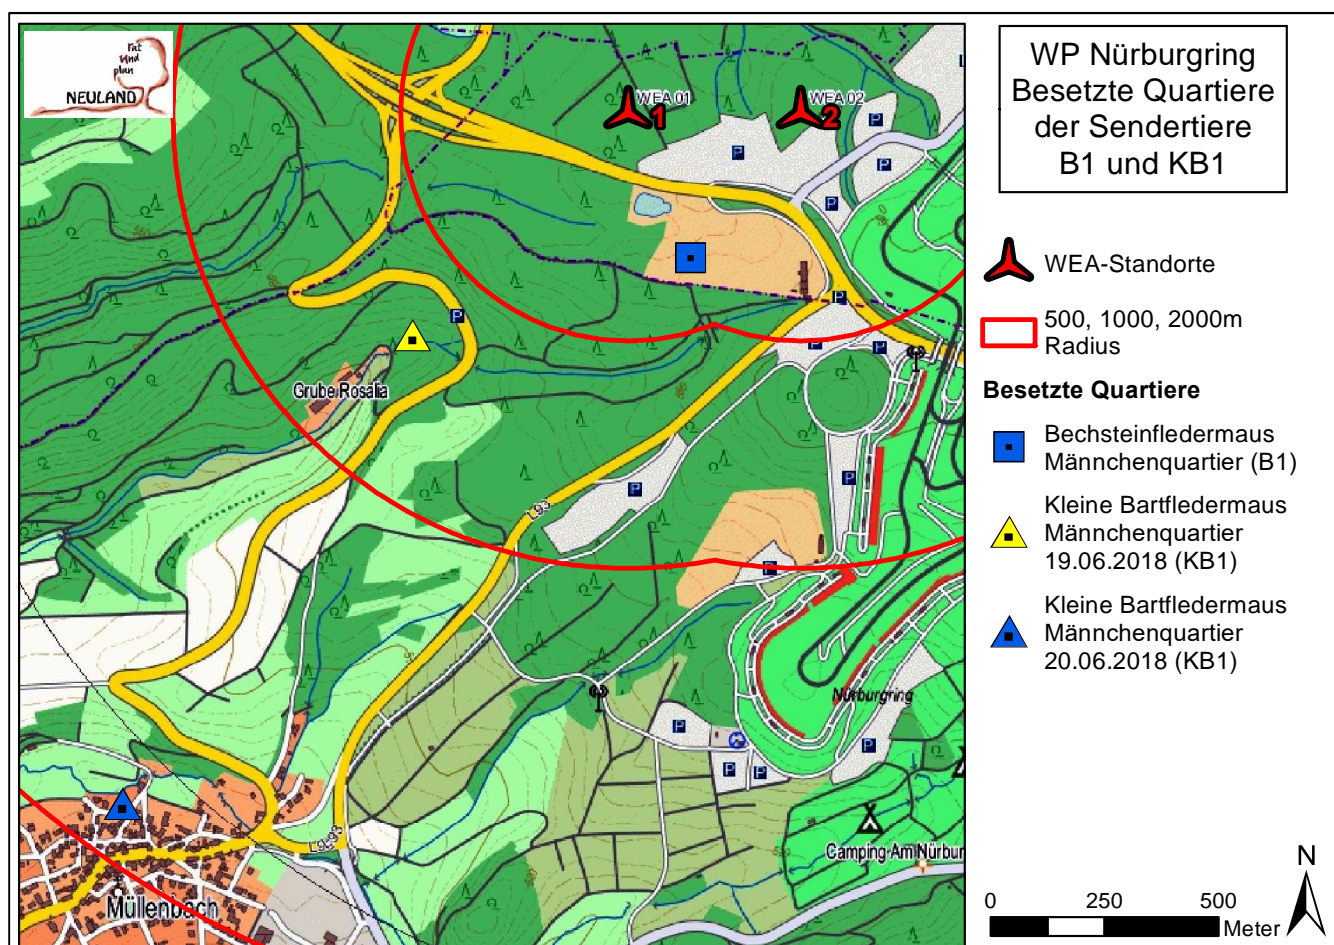 rat
und
plan
NEULAND
WEA 01
1
WEA 02
2
P
P
P
P
P
P
P
P
P
Grube Rosalia
P
P
L93
P
Nürburgring
P
P
P
P
Camping Am Nürbur
L93
Müllenbach
WP Nürburgring
Besetzte Quartiere
der Sendertiere
B1 und KB1
WEA-Standorte
500, 1000, 2000m
Radius
Besetzte Quartiere
Bechsteinfledermaus
Männchenquartier (B1)
Kleine Bartfledermaus
Männchenquartier
19.06.2018 (KB1)
Kleine Bartfledermaus
Männchenquartier
20.06.2018 (KB1)
N
0 250 500
Meter